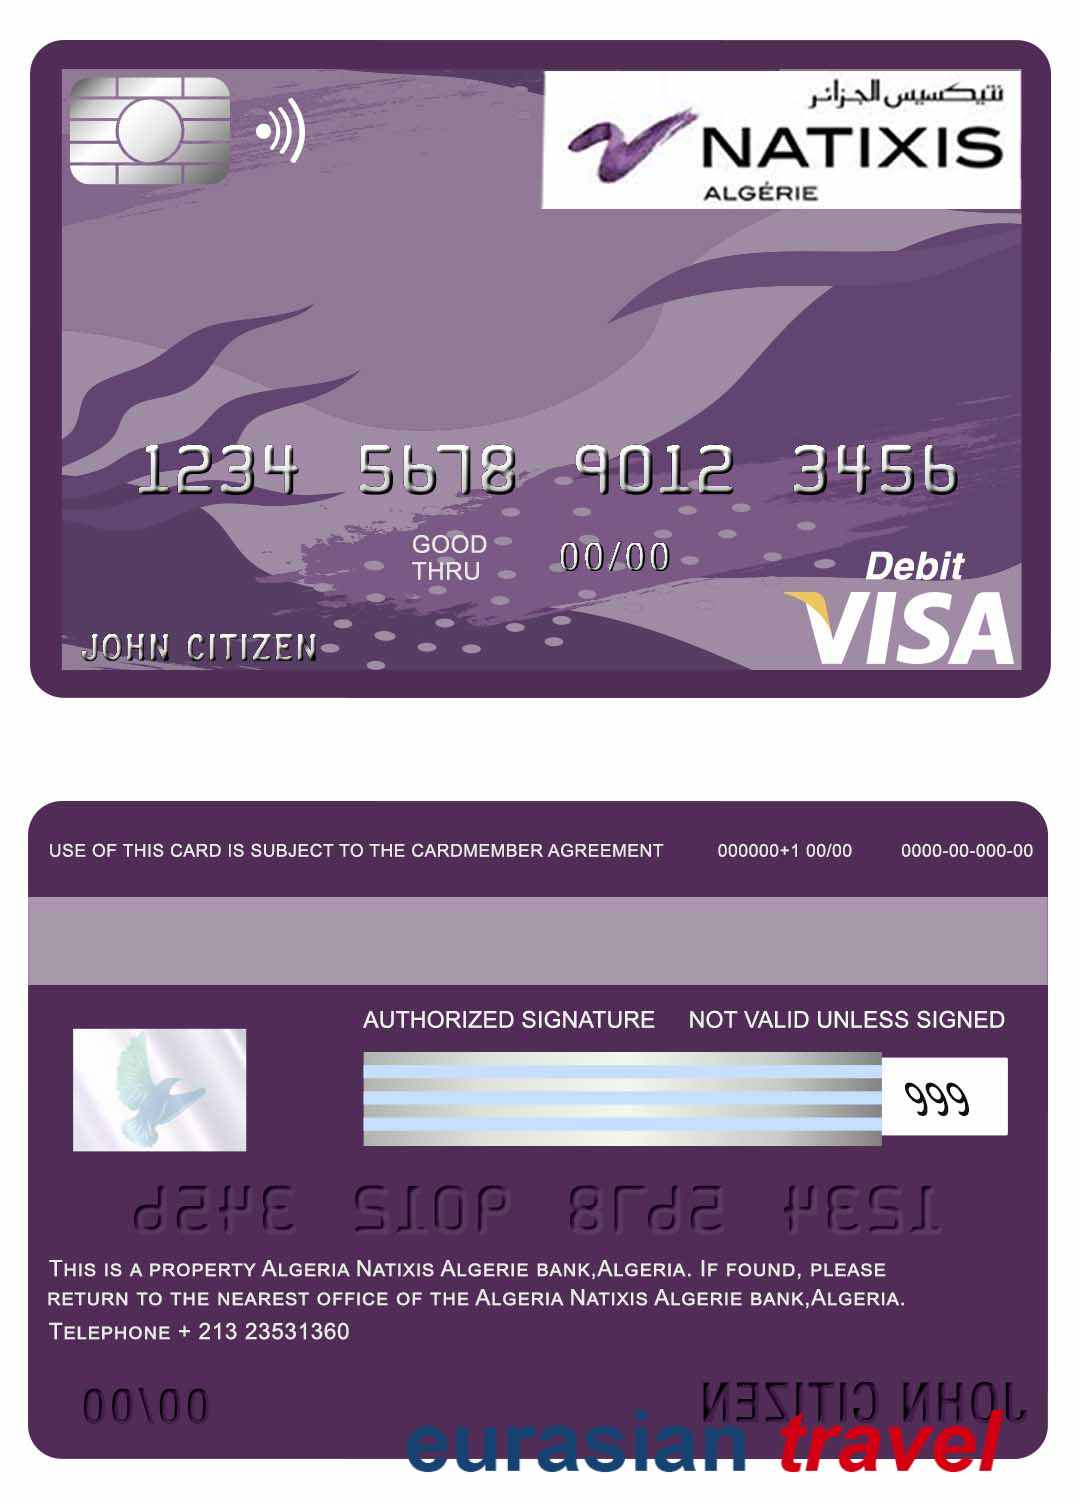 نتيكسيس الجزائر
NATIXIS
ALGÉRIE
1234 5678 9012 3456
GOOD THRU 00/00
Debit
VISA
JOHN CITIZEN
USE OF THIS CARD IS SUBJECT TO THE CARDMEMBER AGREEMENT 000000+1 00/00 0000-00-000-00
AUTHORIZED SIGNATURE NOT VALID UNLESS SIGNED
999
1234 5678 9012 3456
THIS IS A PROPERTY ALGERIA NATIXIS ALGERIE BANK,ALGERIA. IF FOUND, PLEASE
RETURN TO THE NEAREST OFFICE OF THE ALGERIA NATIXIS ALGERIE BANK,ALGERIA.
TELEPHONE + 213 23531360
00/00
JOHN CITIZEN
eurasian travel